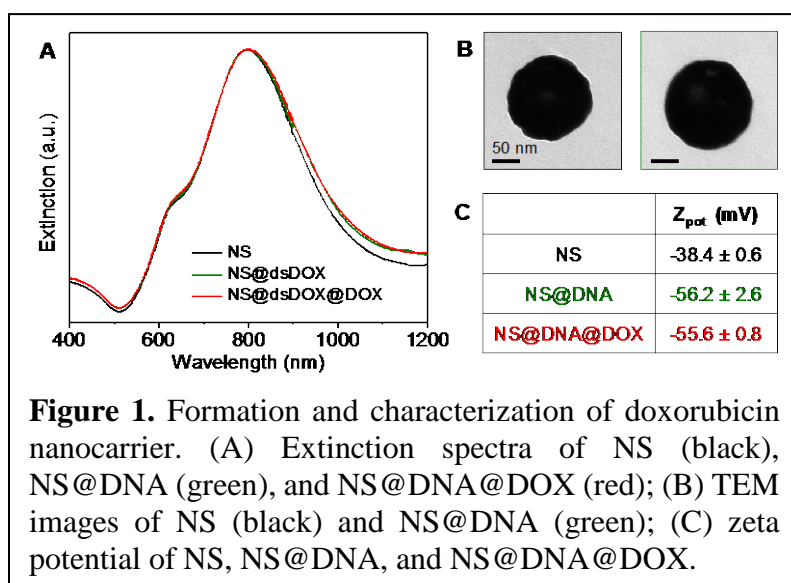 A
Extinction (a.u.)
NS
NS@dsDOX
NS@dsDOX@DOX
400 600 800 1000 1200
Wavelength (nm)
B
50 nm
C
Zpot (mV)
NS -38.4 ± 0.6
NS@DNA -56.2 ± 2.6
NS@DNA@DOX -55.6 ± 0.8
Figure 1. Formation and characterization of doxorubicin
nanocarrier. (A) Extinction spectra of NS (black),
NS@DNA (green), and NS@DNA@DOX (red); (B) TEM
images of NS (black) and NS@DNA (green); (C) zeta
potential of NS, NS@DNA, and NS@DNA@DOX.